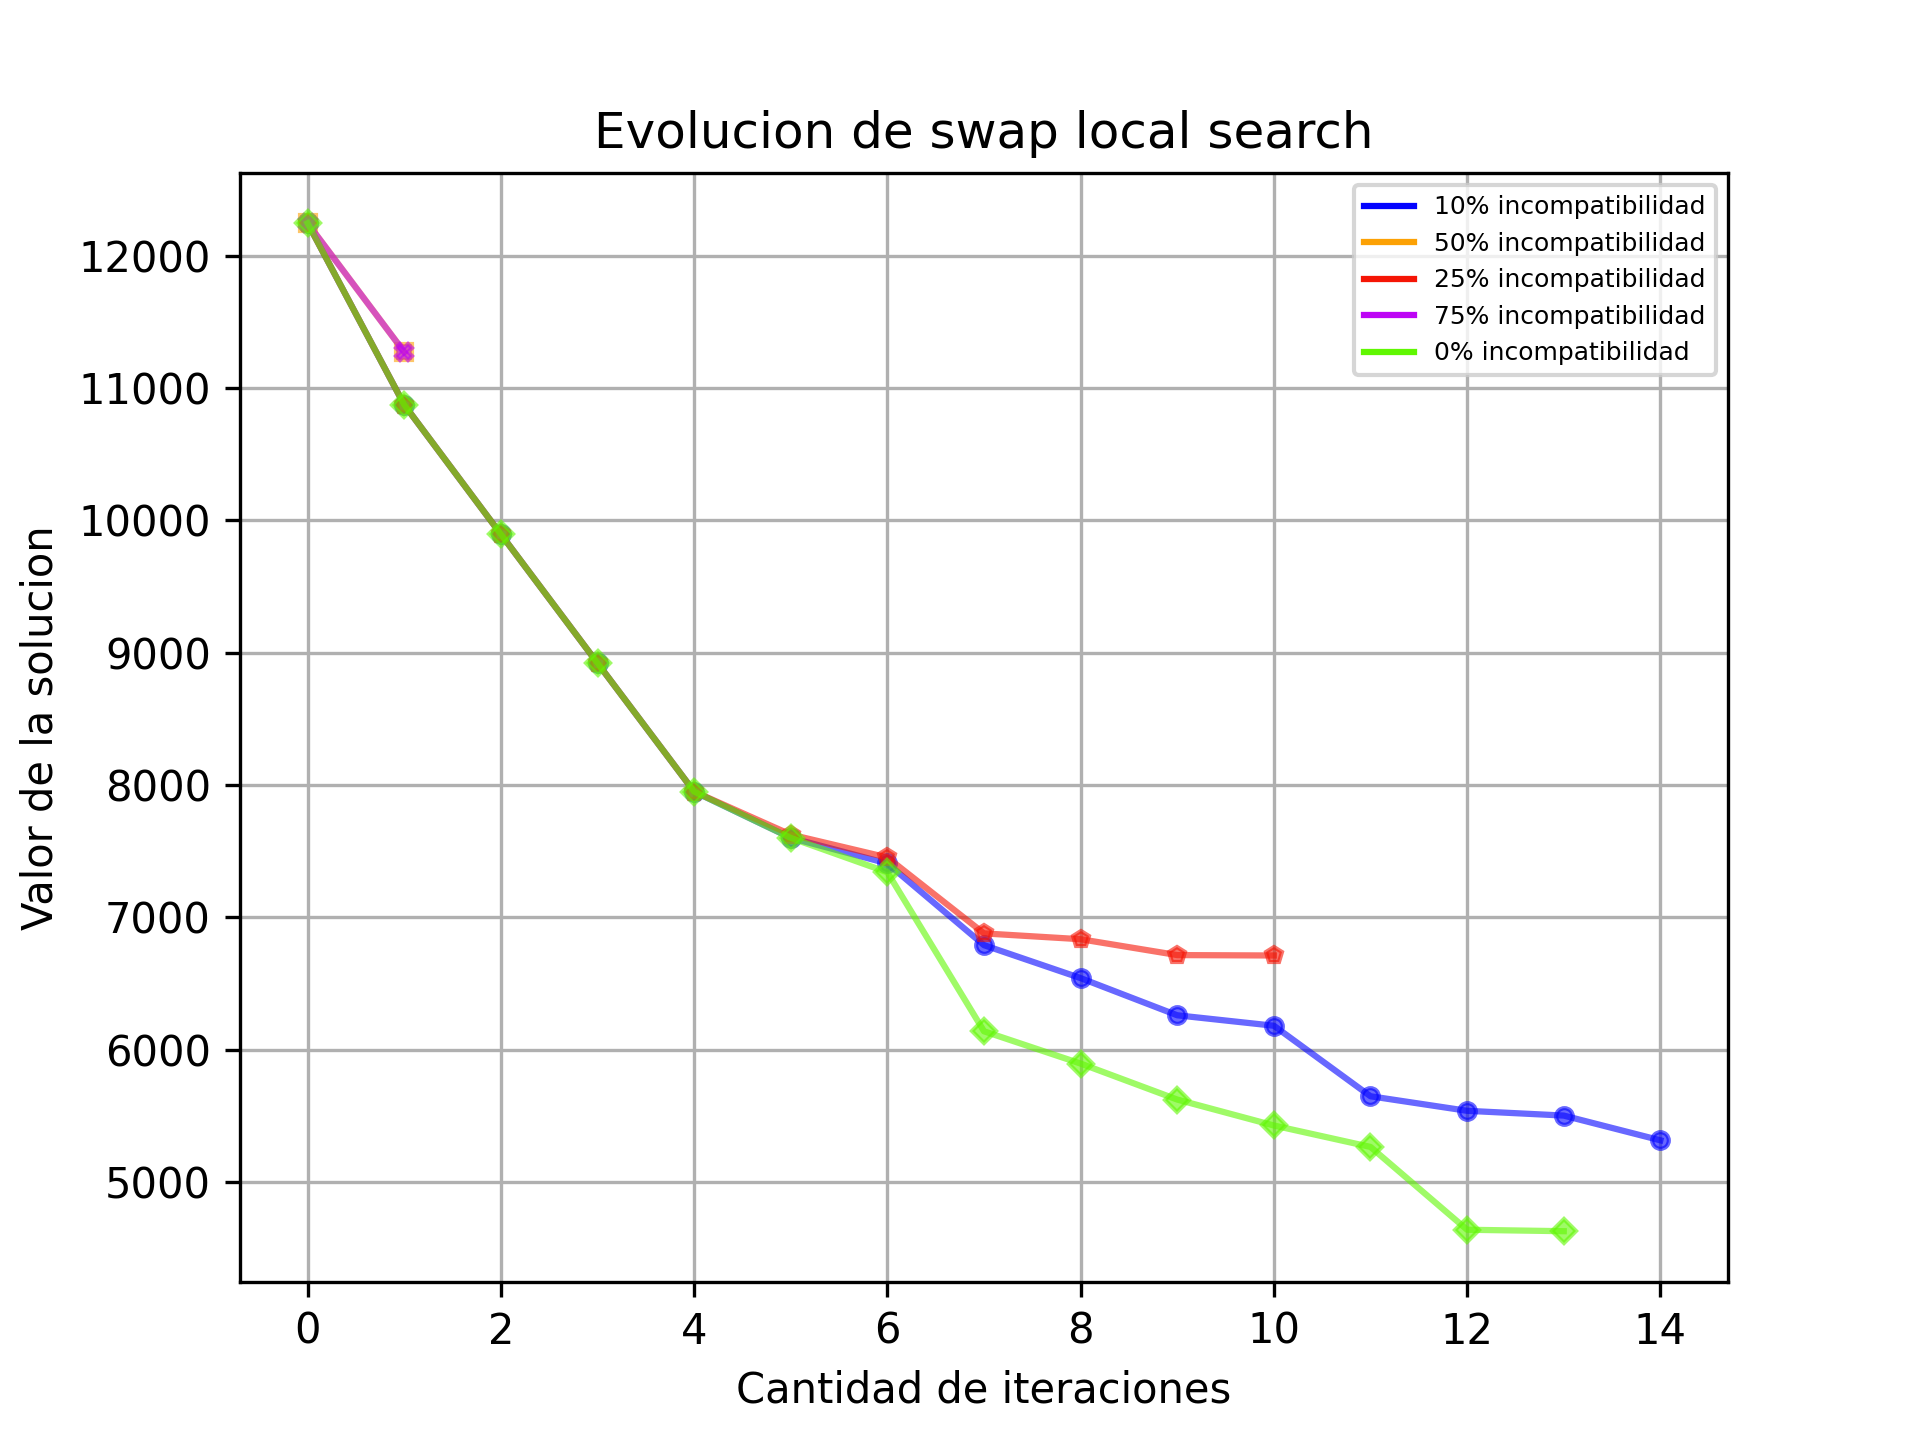 Evolucion de swap local search
10% incompatibilidad
50% incompatibilidad
25% incompatibilidad
75% incompatibilidad
0% incompatibilidad
Valor de la solucion
12000
11000
10000
9000
8000
7000
6000
5000
0 2 4 6 8 10 12 14
Cantidad de iteraciones